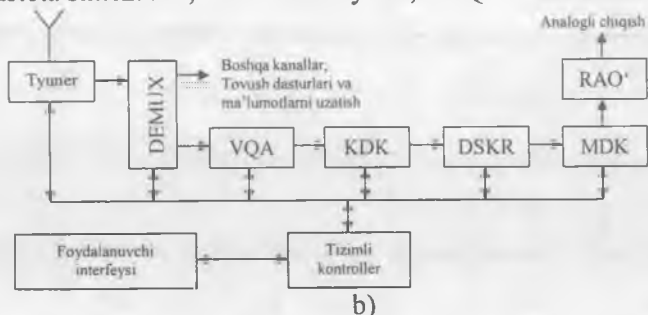 Analogli chiqish
Tyuner
DEMUX
Boshqa kanallar,
Tovush dasturlari va
ma'lumotlarni uzatish
RAO‘
VQA
KDK
DSKR
MDK
Foydalanuvchi
interfeysi
Tizimli
kontroller
b)